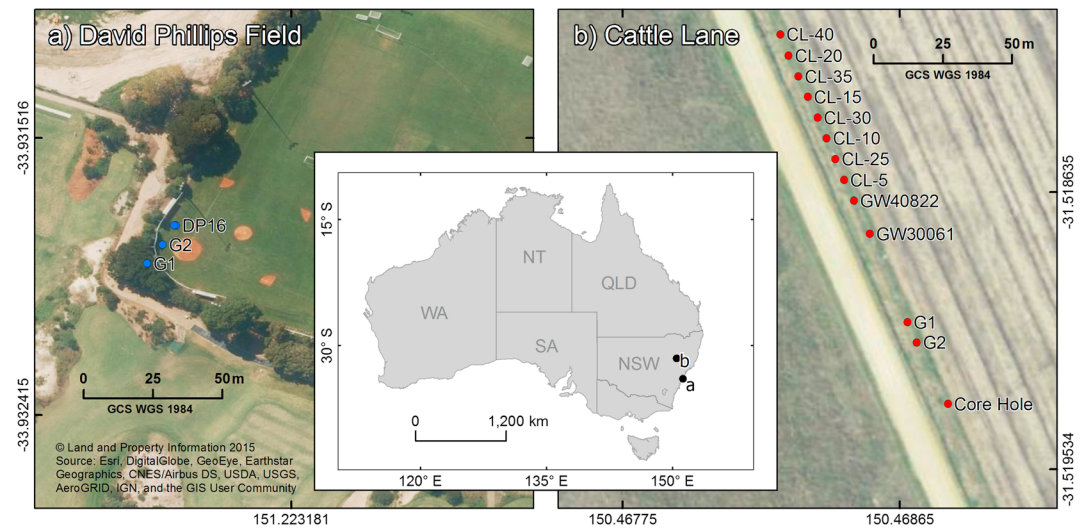 a) David Phillips Field
-33.931516
-33.932415
DP16
G2
G1
0 25 50 m
GCS WGS 1984
© Land and Property Information 2015
Source: Esri, DigitalGlobe, GeoEye, Earthstar
Geographics, CNES/Airbus DS, USDA, USGS,
AeroGRID, IGN, and the GIS User Community
151.223181
15° S
30° S
WA
NT
SA
QLD
NSW
b
a
0 1,200 km
120° E 135° E 150° E
b) Cattle Lane
0 25 50 m
GCS WGS 1984
CL-40
CL-20
CL-35
CL-15
CL-30
CL-10
CL-25
CL-5
GW40822
GW30061
G1
G2
Core Hole
-31.518635
-31.519534
150.46775 150.46865